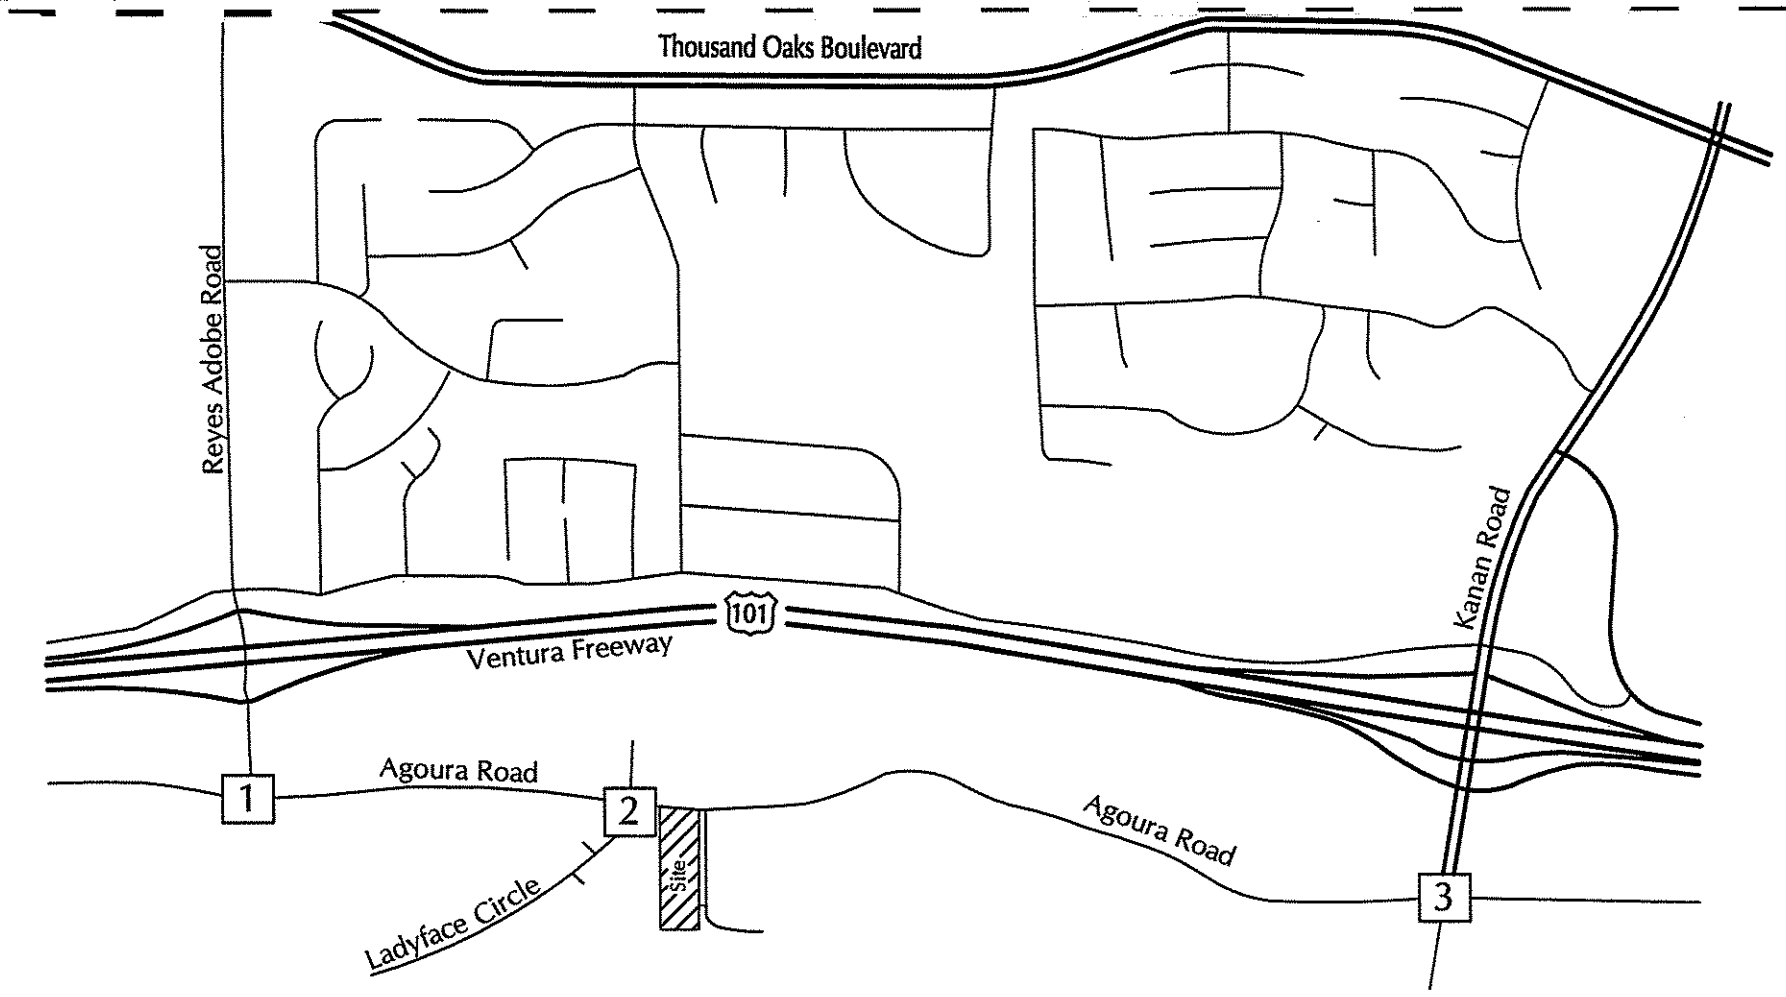 Thousand Oaks Boulevard
Reyes Adobe Road
Kanan Road
101
Ventura Freeway
Agoura Road
1
2
Agoura Road
Site
Ladyface Circle
3